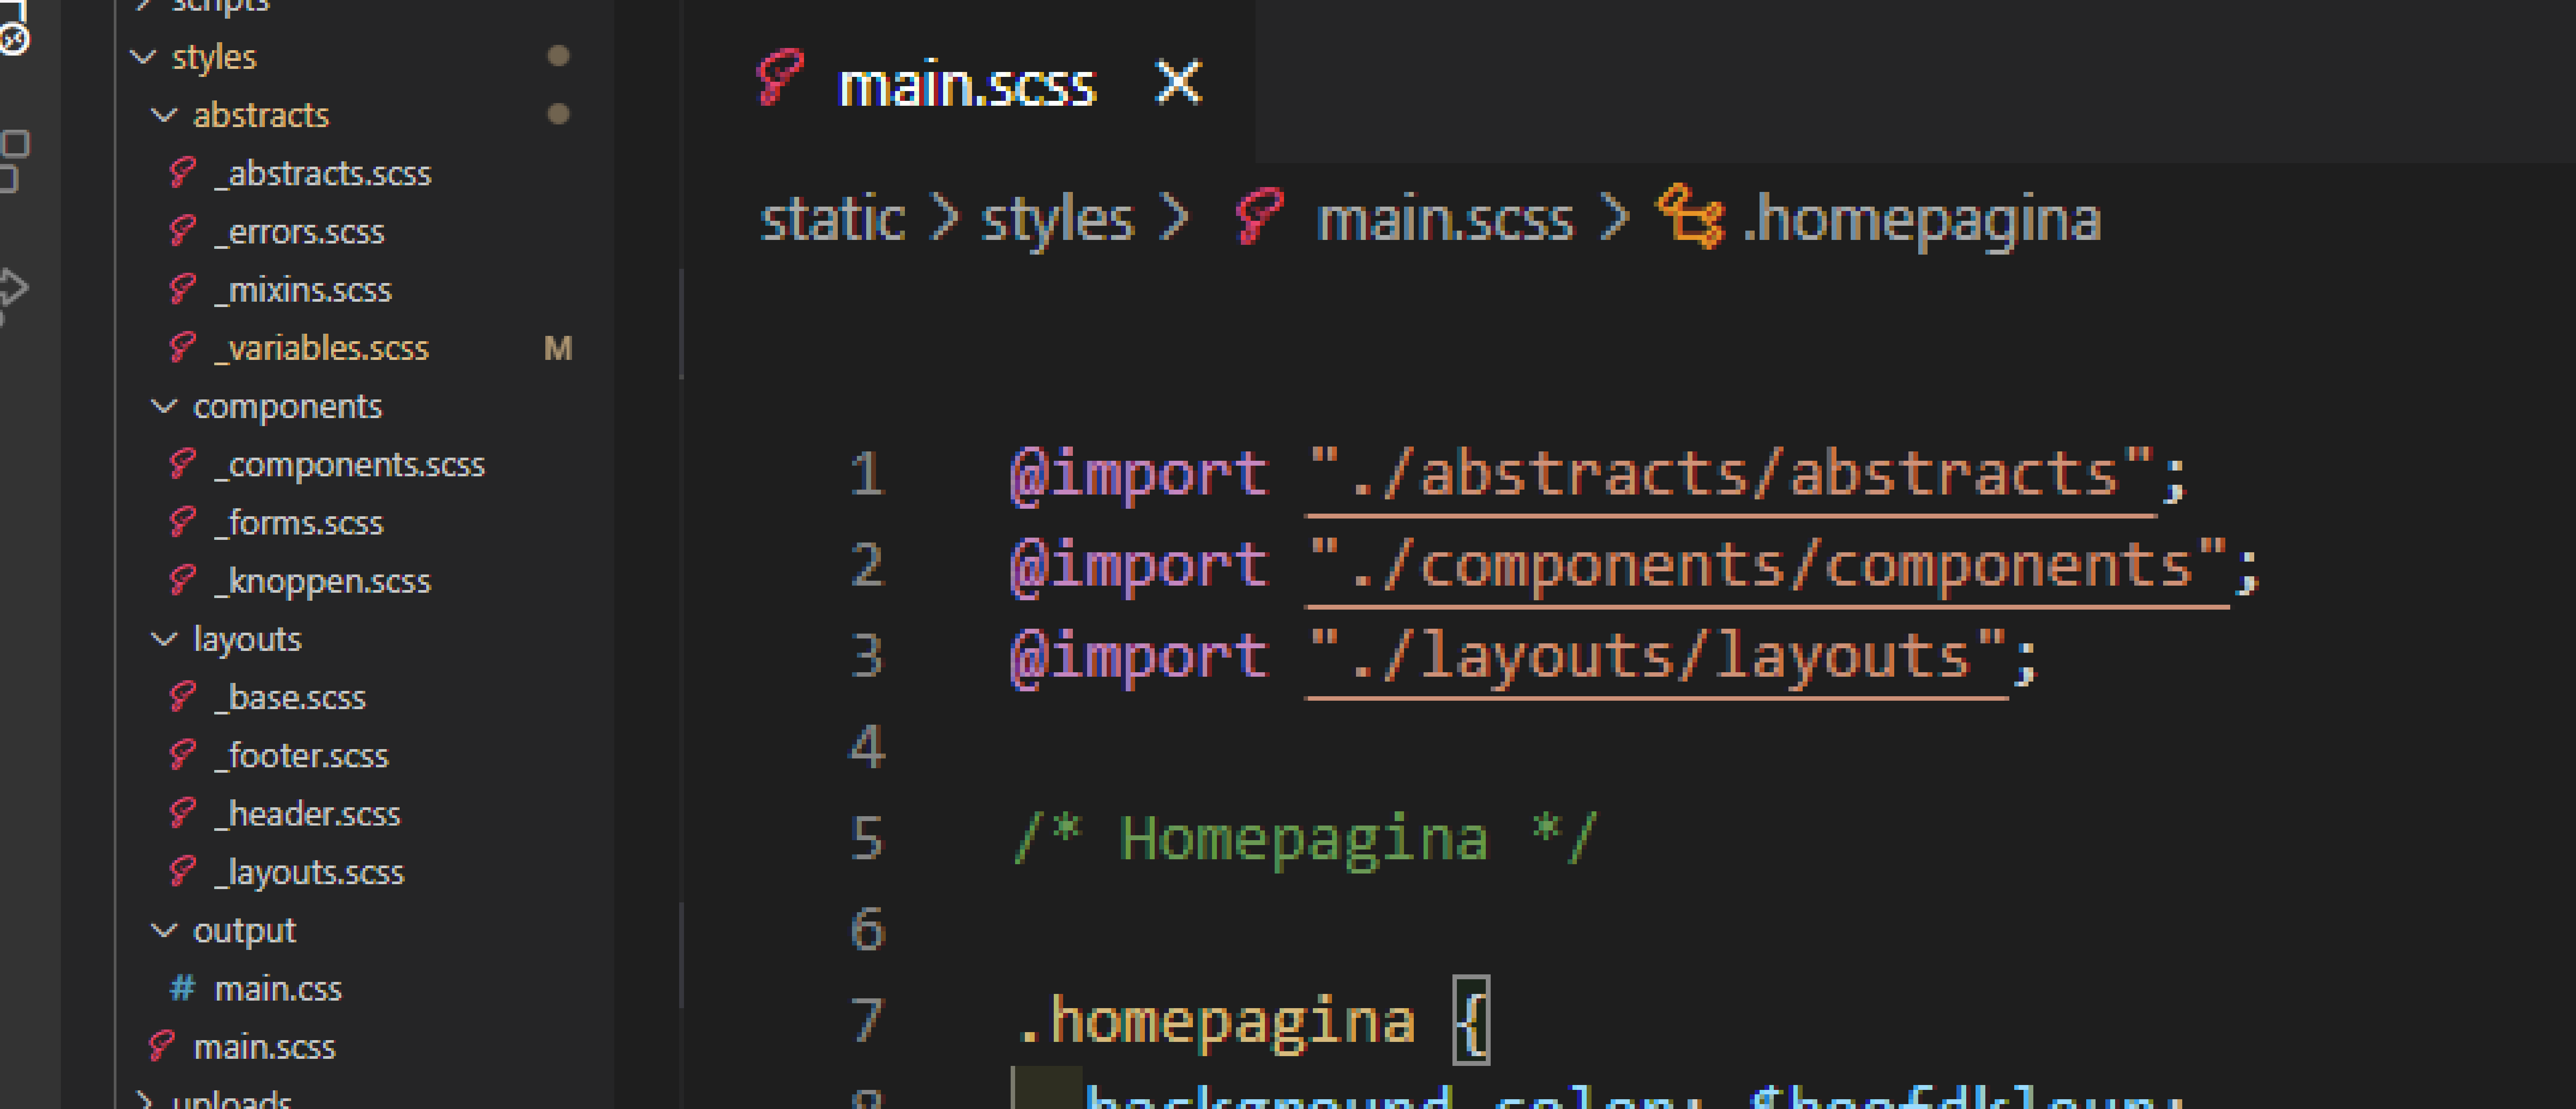 scripts
styles
abstracts
_abstracts.scss
_errors.scss
_mixins.scss
_variables.scss M
components
_components.scss
_forms.scss
_knoppen.scss
layouts
_base.scss
_footer.scss
_header.scss
_layouts.scss
output
# main.css
main.scss
uploads
main.scss
static > styles > main.scss > .homepagina
1 @import "./abstracts/abstracts";
2 @import "./components/components";
3 @import "./layouts/layouts";
4
5 /* Homepagina */
6
7 .homepagina {
8 background-color: $hoofdkleur;